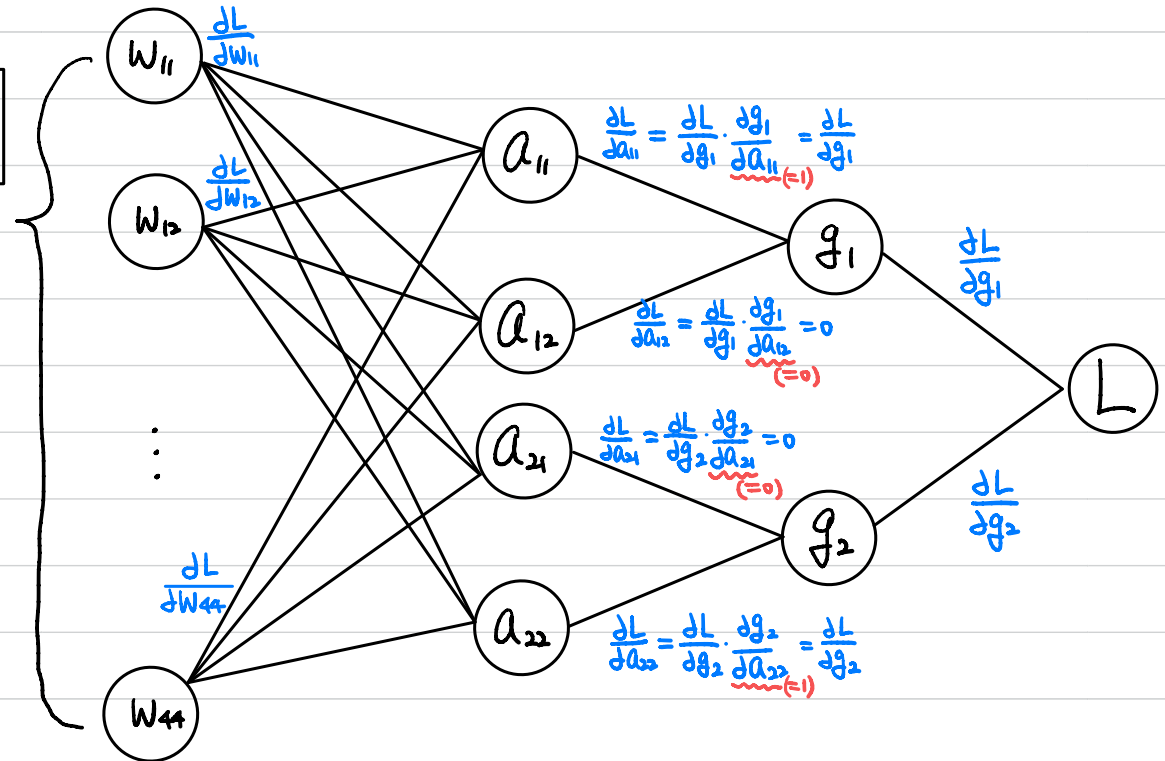 W₁₁ ∂L/∂W₁₁
a₁₁ ∂L/∂a₁₁ = ∂L/∂g₁ · ∂g₁/∂a₁₁ = ∂L/∂g₁
(=1)
W₁₂ ∂L/∂W₁₂
g₁ ∂L/∂g₁
a₁₂ ∂L/∂a₁₂ = ∂L/∂g₁ · ∂g₁/∂a₁₂ = 0
(=0)
L
⋮
a₂₁ ∂L/∂a₂₁ = ∂L/∂g₂ · ∂g₂/∂a₂₁ = 0
(=0)
g₂ ∂L/∂g₂
∂L/∂W₄₄
a₂₂ ∂L/∂a₂₂ = ∂L/∂g₂ · ∂g₂/∂a₂₂ = ∂L/∂g₂
(=1)
W₄₄